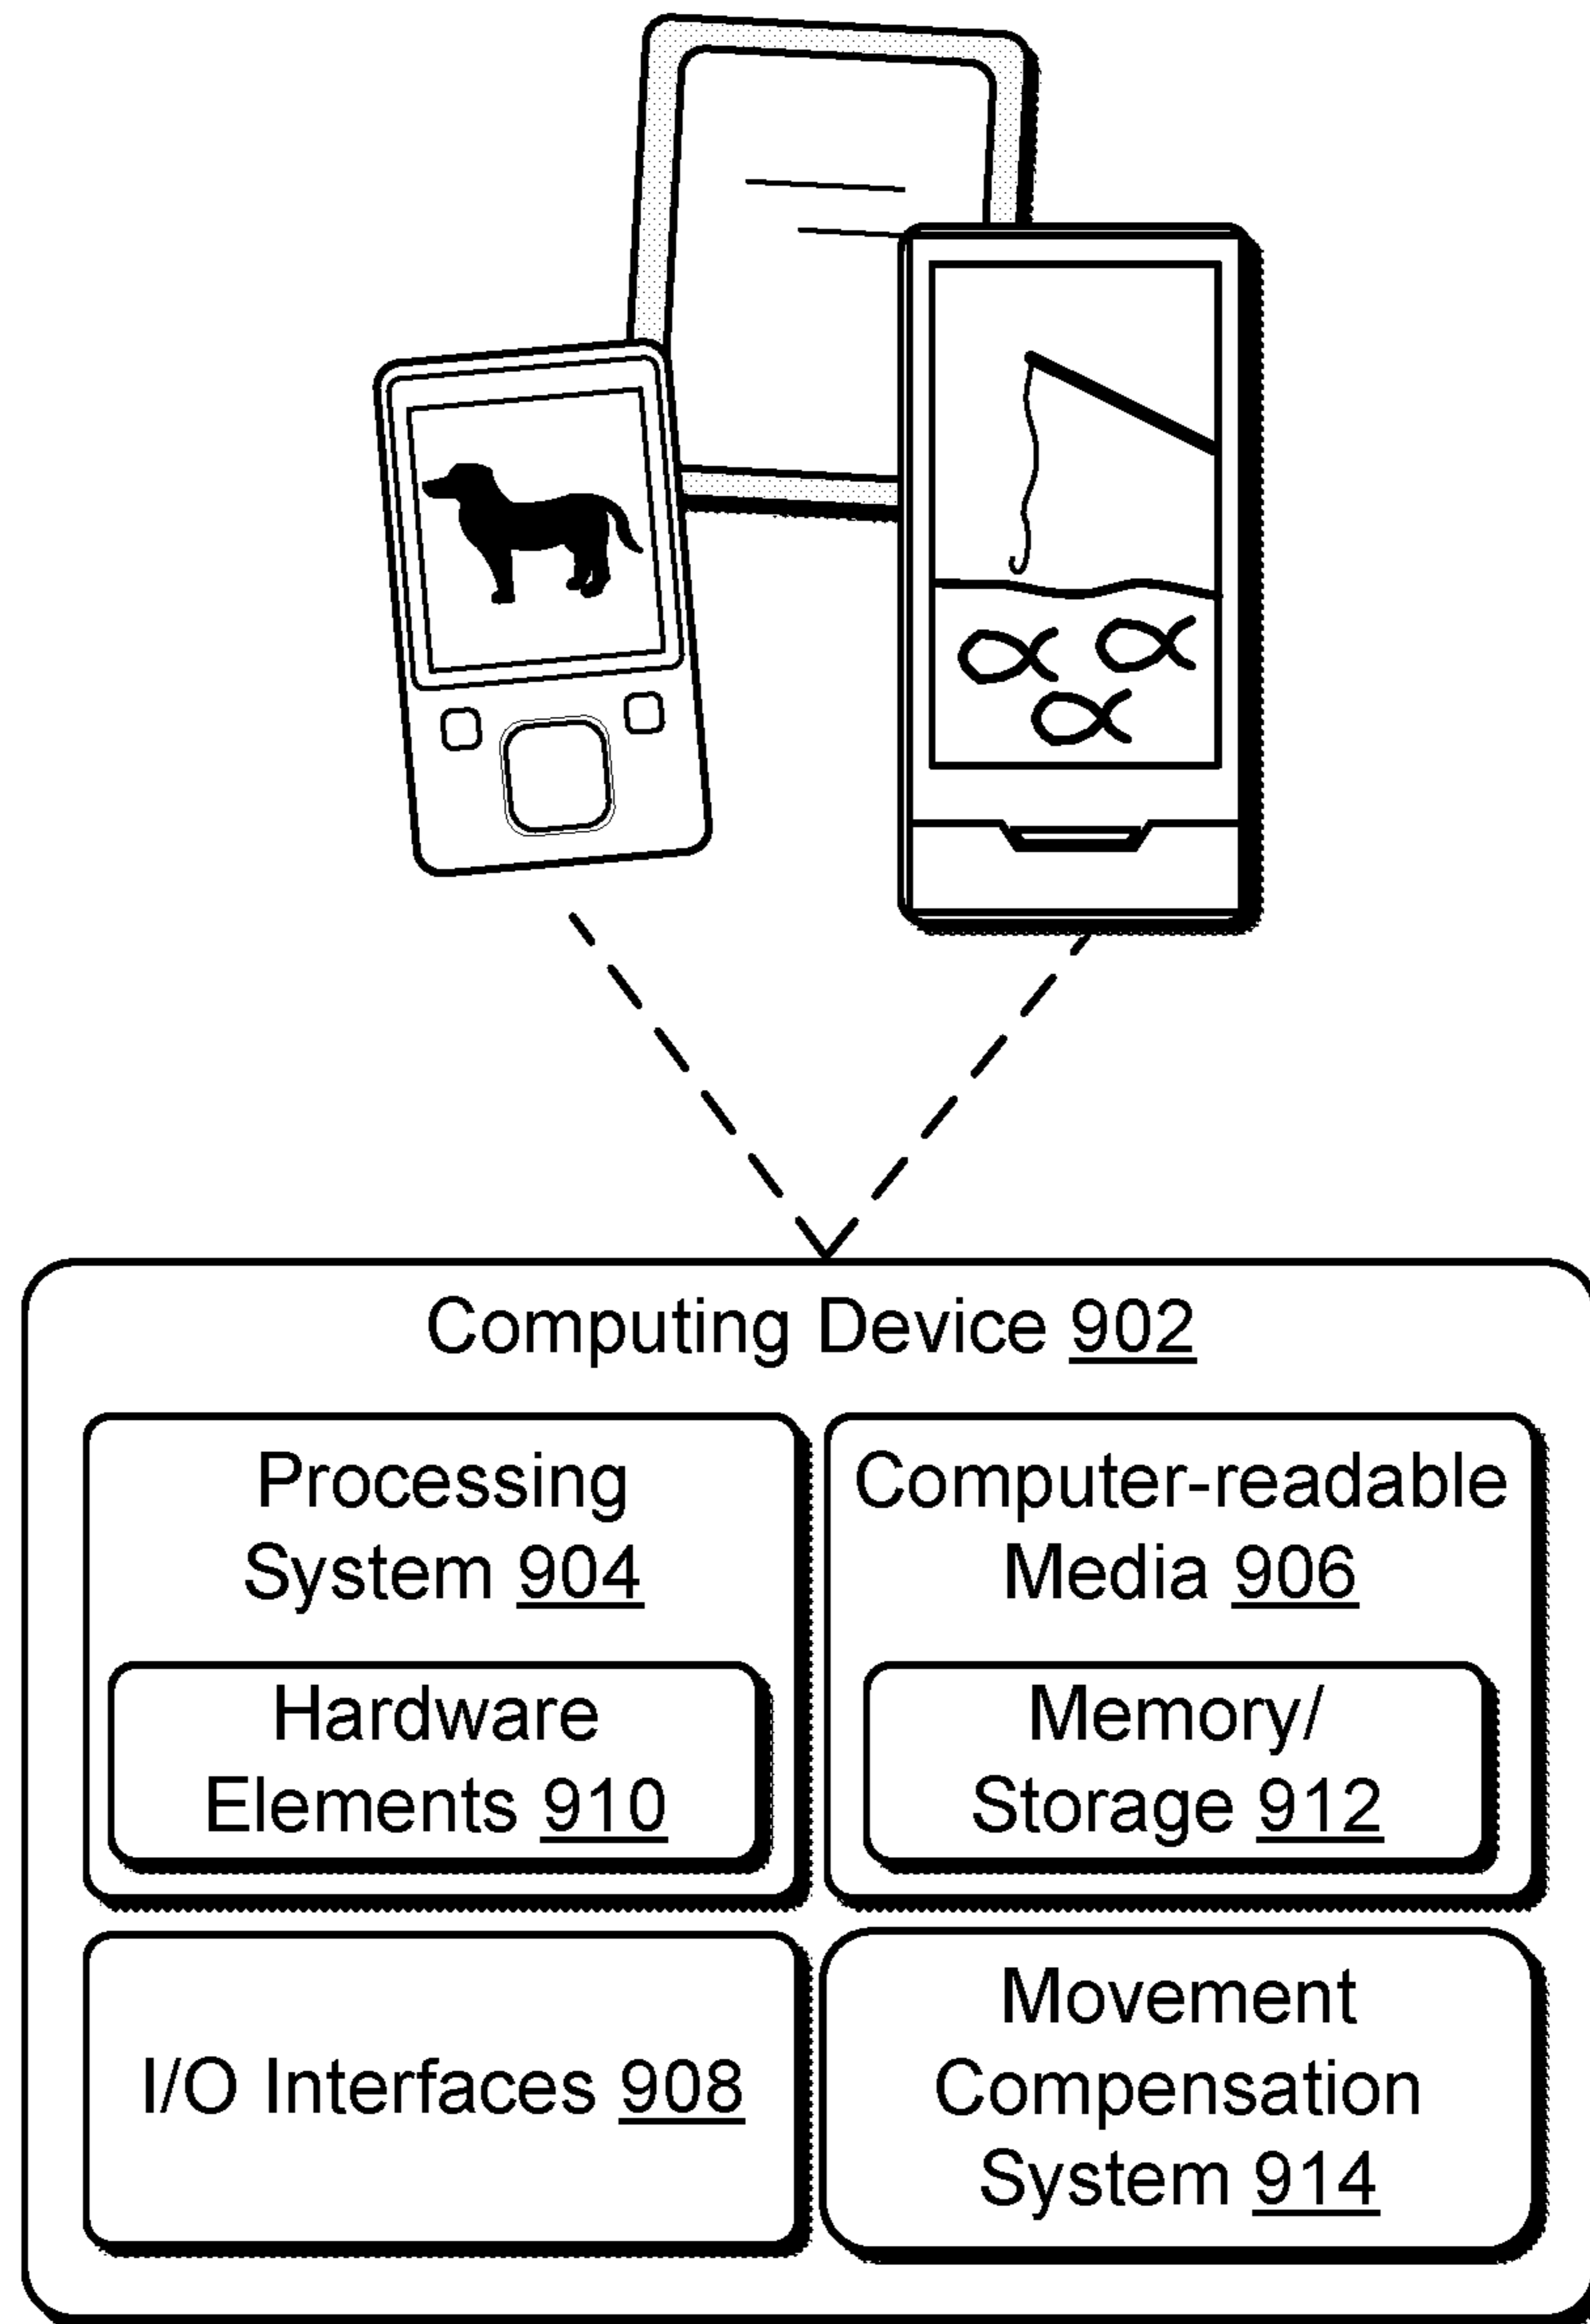 Computing Device 902
Processing
System 904
Computer-readable
Media 906
Hardware
Elements 910
Memory/
Storage 912
I/O Interfaces 908
Movement
Compensation
System 914